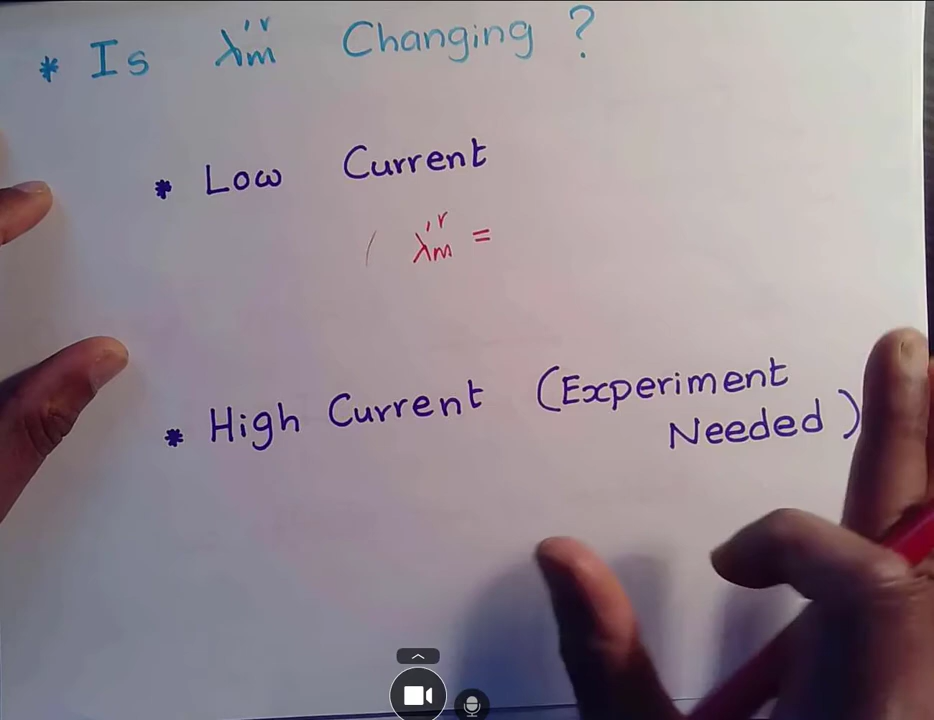 * Is λ'ʳm Changing ?
* Low Current
λ'ʳm =
* High Current (Experiment
Needed)